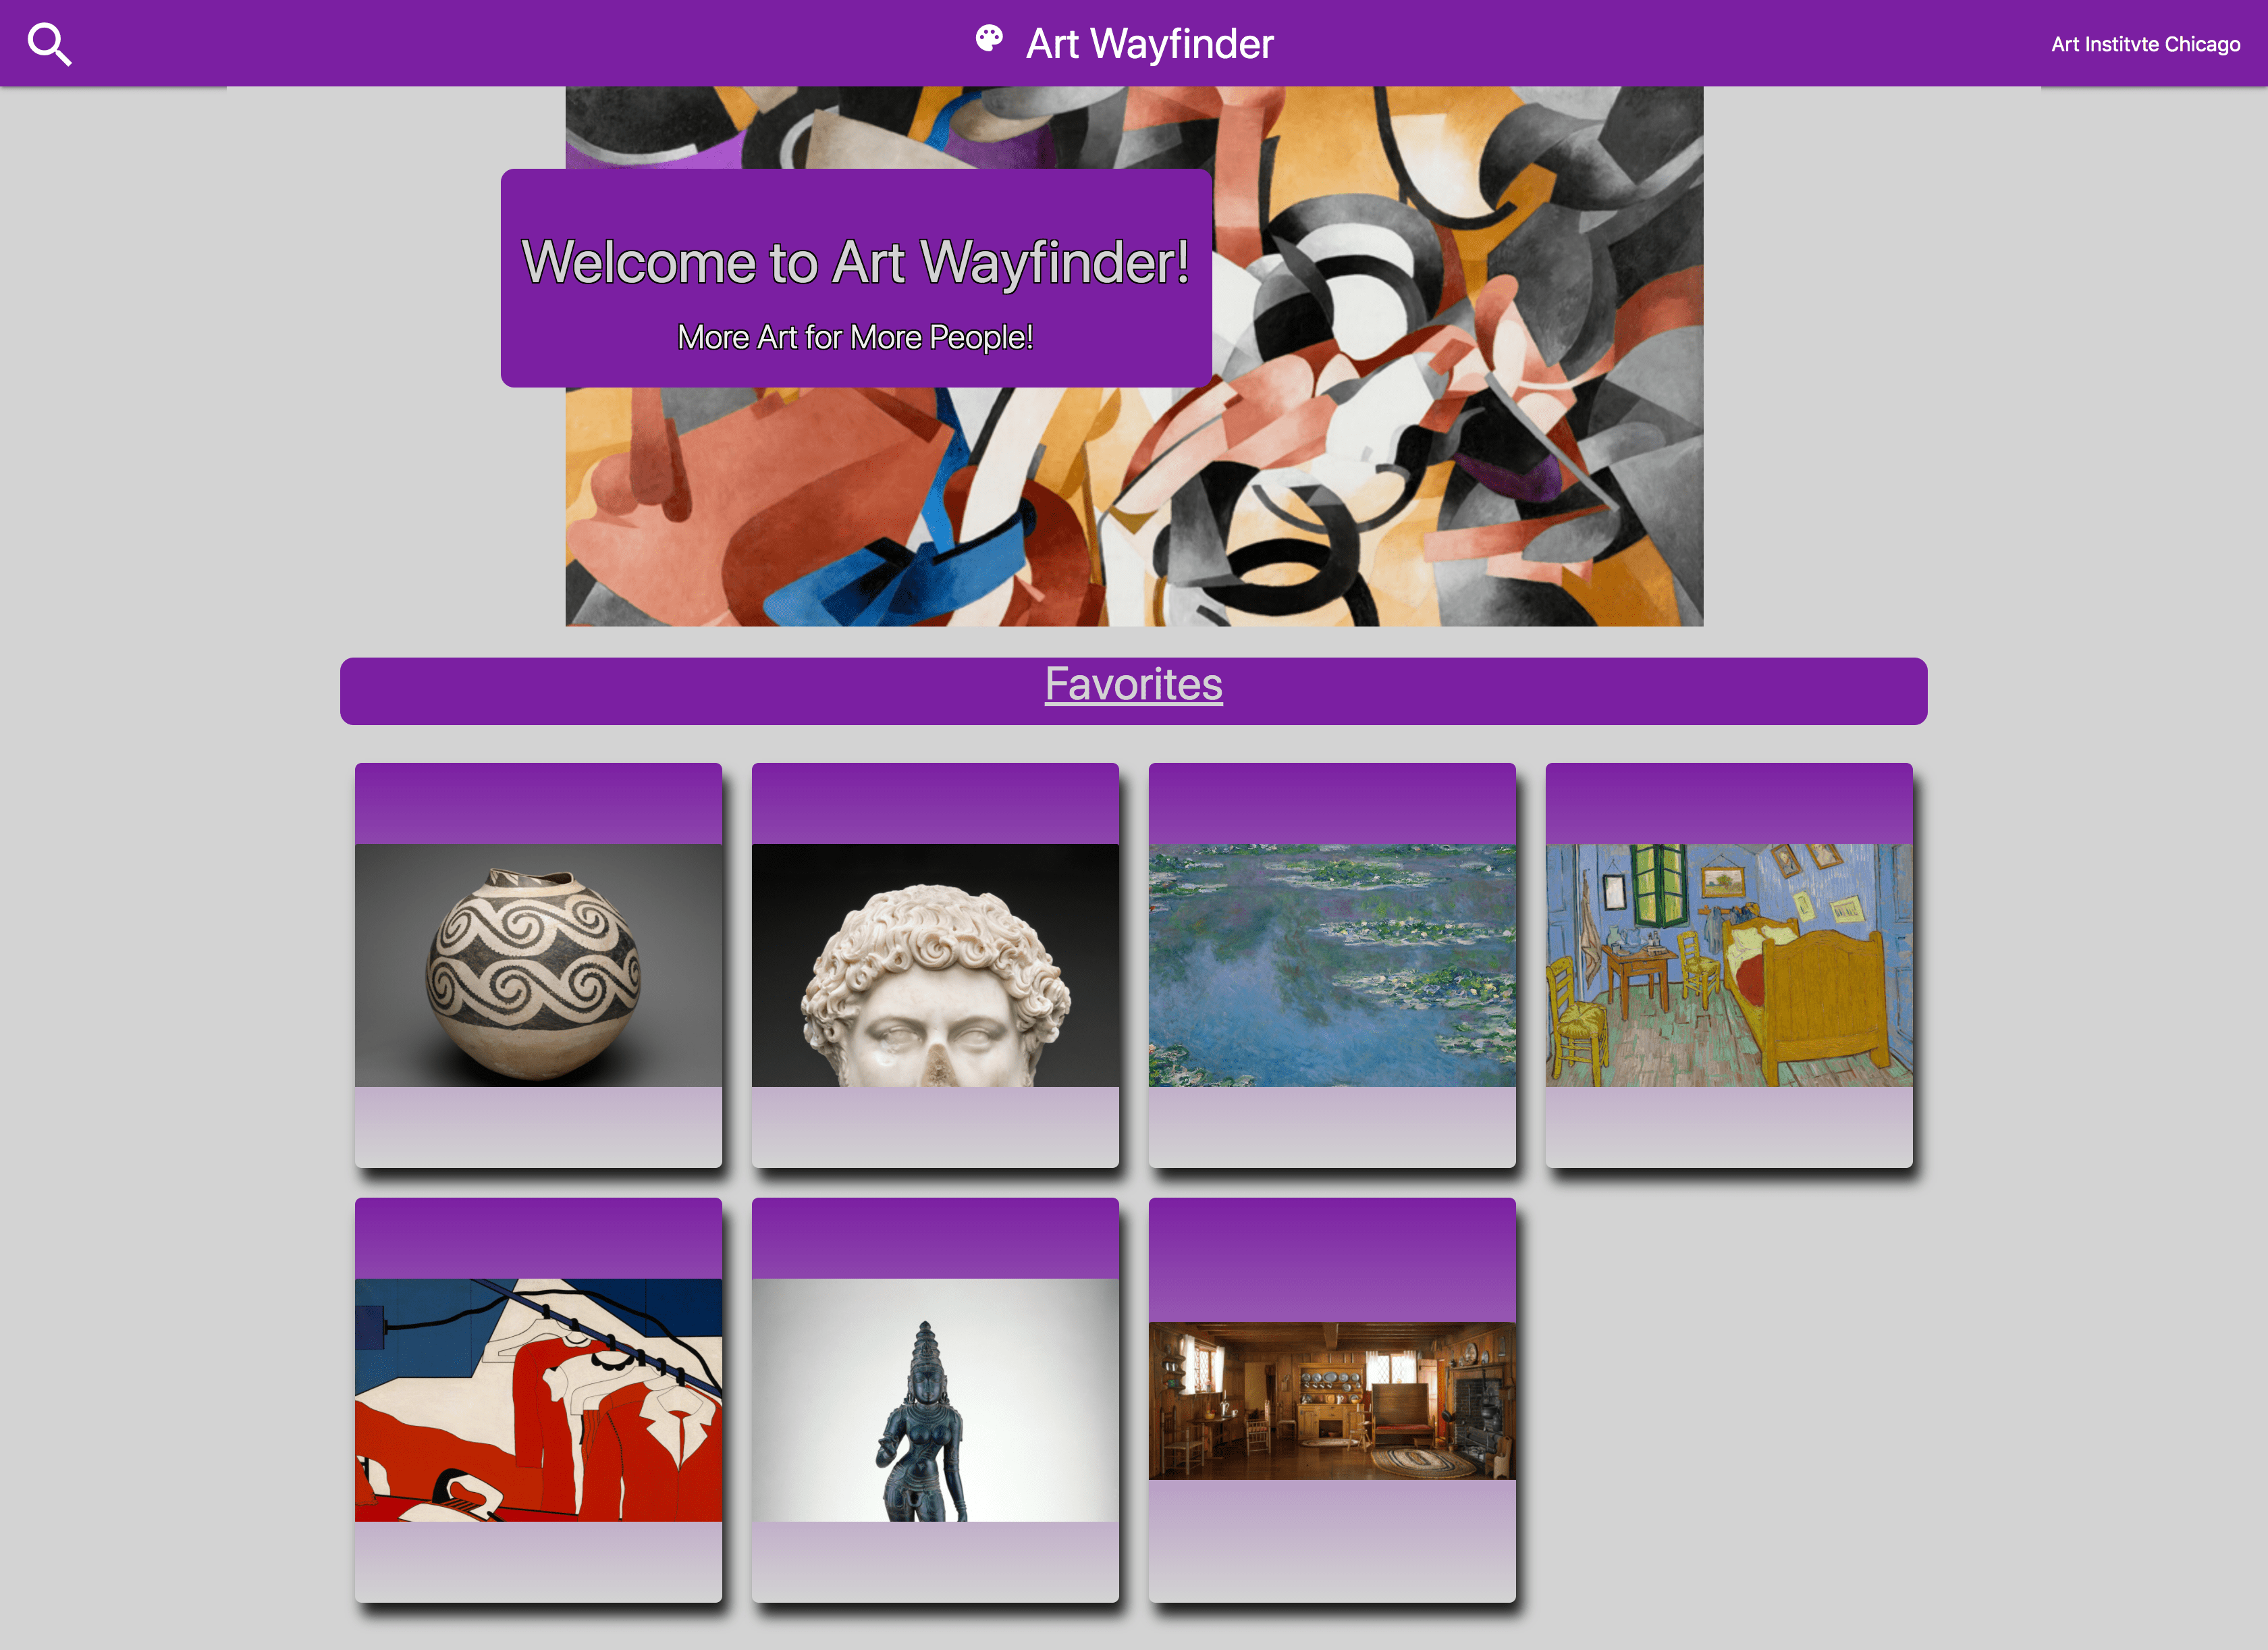 Art Wayfinder
Art Institvte Chicago
Welcome to Art Wayfinder!
More Art for More People!
Favorites